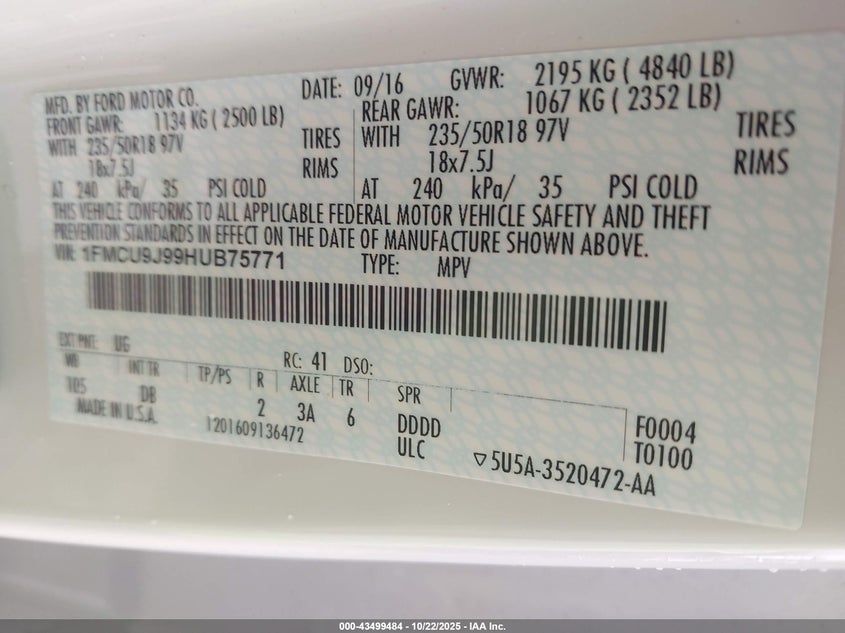 MFD. BY FORD MOTOR CO. DATE: 09/16 GVWR: 2195 KG ( 4840 LB)
FRONT GAWR: 1134 KG ( 2500 LB) REAR GAWR: 1067 KG ( 2352 LB)
WITH 235/50R18 97V TIRES WITH 235/50R18 97V TIRES
18x7.5J RIMS 18x7.5J RIMS
AT 240 kPa/ 35 PSI COLD AT 240 kPa/ 35 PSI COLD
THIS VEHICLE CONFORMS TO ALL APPLICABLE FEDERAL MOTOR VEHICLE SAFETY AND THEFT
PREVENTION STANDARDS IN EFFECT ON THE DATE OF MANUFACTURE SHOWN ABOVE.
VIN: 1FMCU9J99HUB75771 TYPE: MPV
EXT PNT: UG RC: 41 DSO:
WB INT TR TP/PS R AXLE TR SPR
105 DB 2 3A 6 DDDD F0004
MADE IN U.S.A. 1201609136472 ULC T0100
▽5U5A-3520472-AA
000-43499484 - 10/22/2025 - IAA Inc.